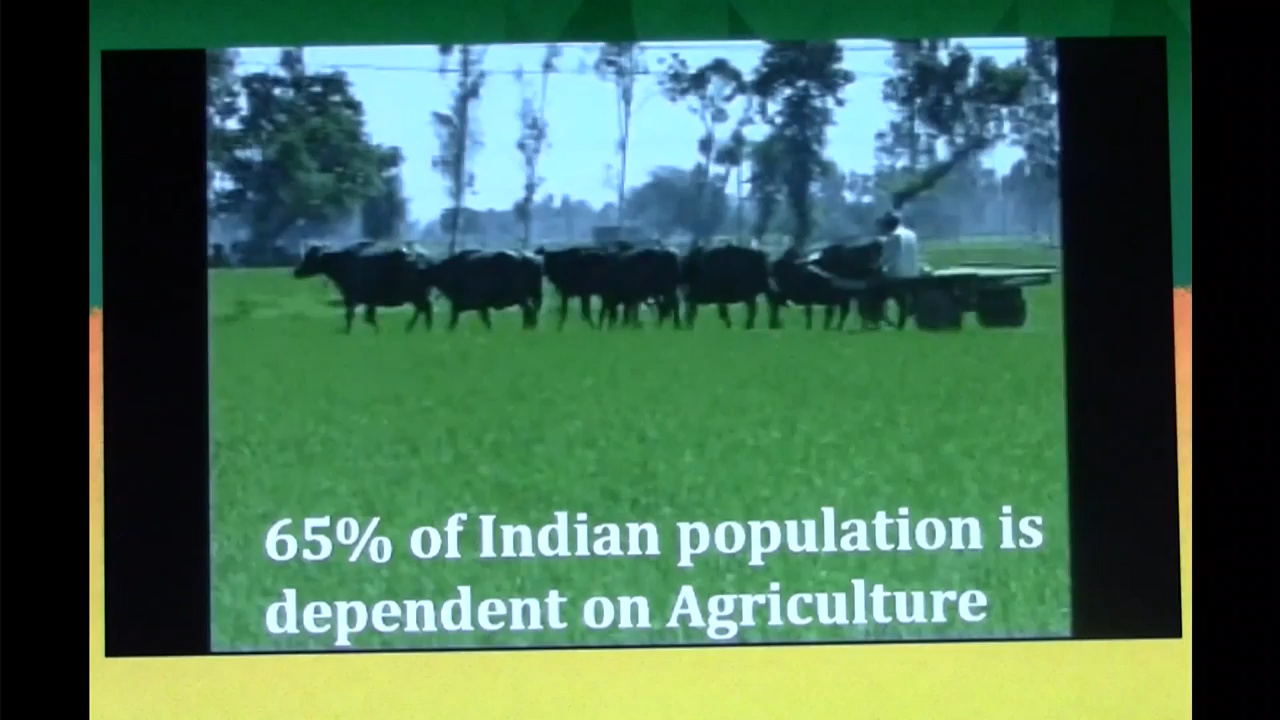 65% of Indian population is
dependent on Agriculture